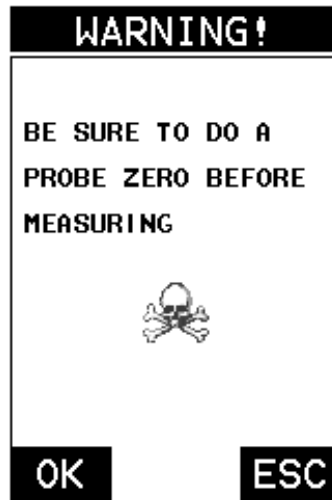 WARNING!
BE SURE TO DO A
PROBE ZERO BEFORE
MEASURING
OK ESC